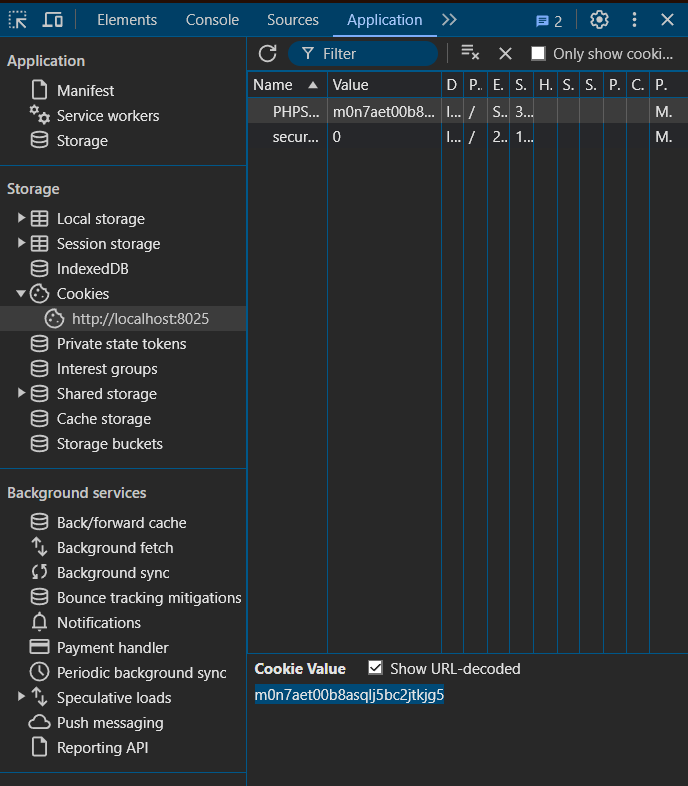 Elements Console Sources Application 2
Application
Manifest
Service workers
Storage
Storage
Local storage
Session storage
IndexedDB
Cookies
http://localhost:8025
Private state tokens
Interest groups
Shared storage
Cache storage
Storage buckets
Background services
Back/forward cache
Background fetch
Background sync
Bounce tracking mitigations
Notifications
Payment handler
Periodic background sync
Speculative loads
Push messaging
Reporting API
Filter Only show cooki...
Name Value D P.. E. S. H. S. S. P. C. P.
PHPS... m0n7aet00b8... l... / S.. 3... M.
secur... 0 l... / 2.. 1... M.
Cookie Value Show URL-decoded
m0n7aet00b8asqlj5bc2jtkjg5